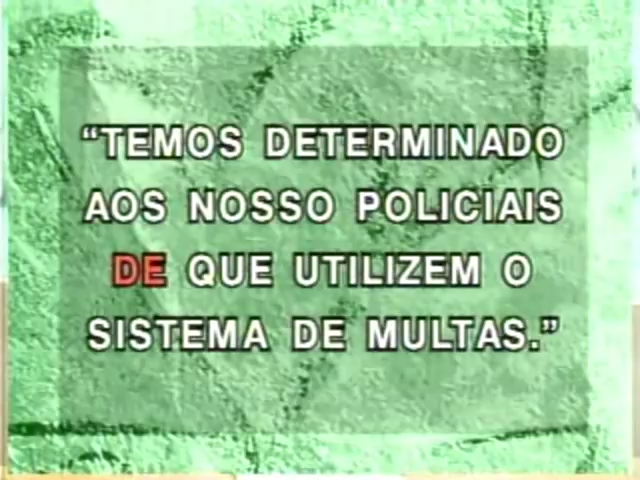 “TEMOS DETERMINADO
AOS NOSSO POLICIAIS
DE QUE UTILIZEM O
SISTEMA DE MULTAS.”